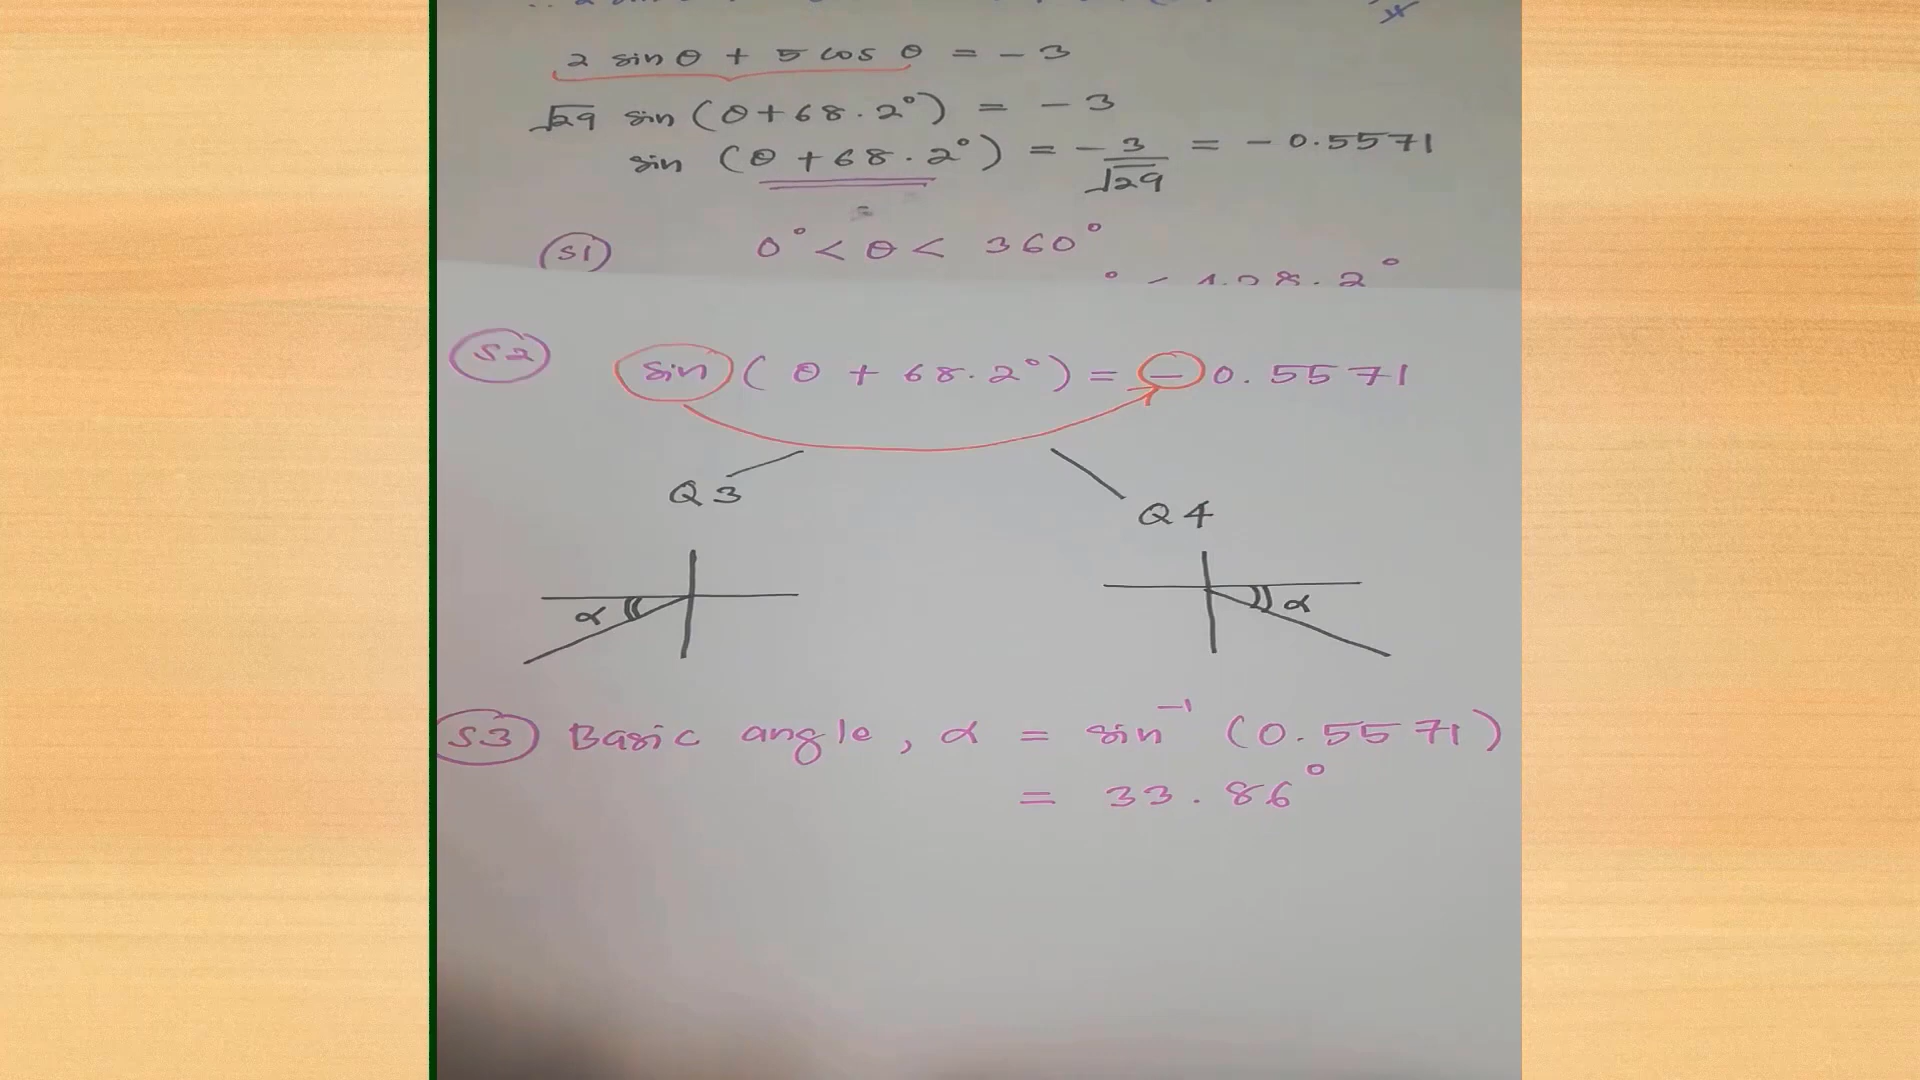 2 sin θ + 5 cos θ = - 3
√29 sin (θ + 68.2°) = - 3
sin (θ + 68.2°) = - 3/√29 = - 0.5571
S1 0° < θ < 360°
S2 sin (θ + 68.2°) = - 0.5571
Q3 Q4
α α
S3 Basic angle, α = sin⁻¹ (0.5571)
= 33.86°